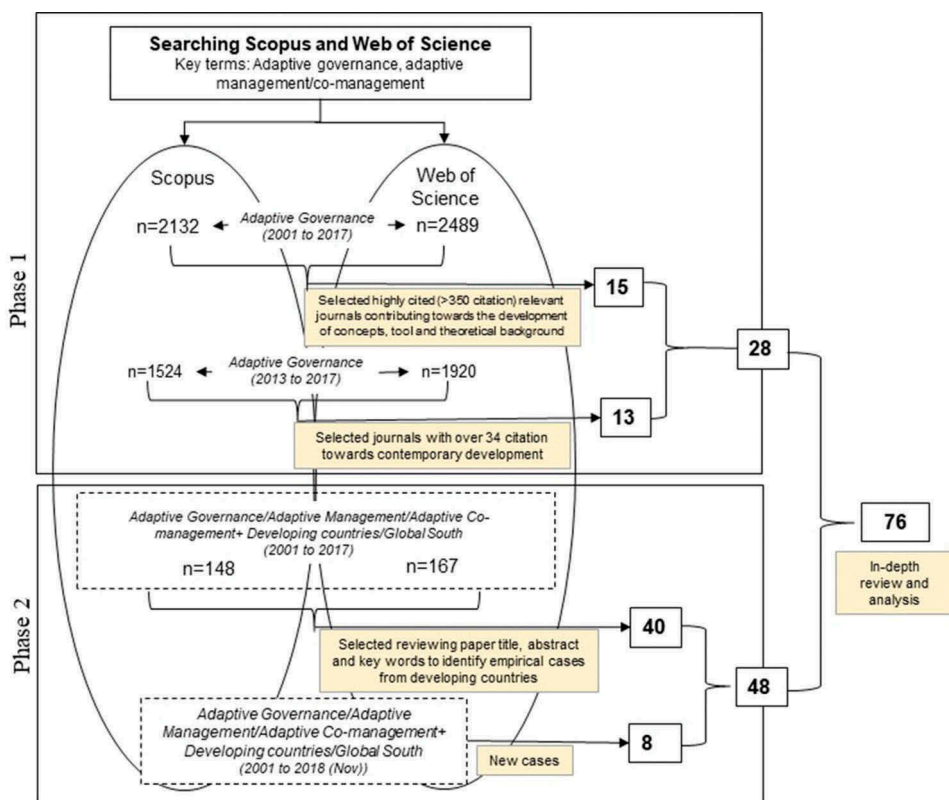 Searching Scopus and Web of Science
Key terms: Adaptive governance, adaptive
management/co-management
Phase 1
Scopus
Web of
Science
n=2132
Adaptive Governance
(2001 to 2017)
n=2489
15
Selected highly cited (>350 citation) relevant
journals contributing towards the development
of concepts, tool and theoretical background
28
n=1524
Adaptive Governance
(2013 to 2017)
n=1920
13
Selected journals with over 34 citation
towards contemporary development
Phase 2
Adaptive Governance/Adaptive Management/Adaptive Co-
management+ Developing countries/Global South
(2001 to 2017)
n=148
n=167
76
In-depth
review and
analysis
40
Selected reviewing paper title, abstract
and key words to identify empirical cases
from developing countries
48
Adaptive Governance/Adaptive
Management/Adaptive Co-management+
Developing countries/Global South
(2001 to 2018 (Nov))
8
New cases